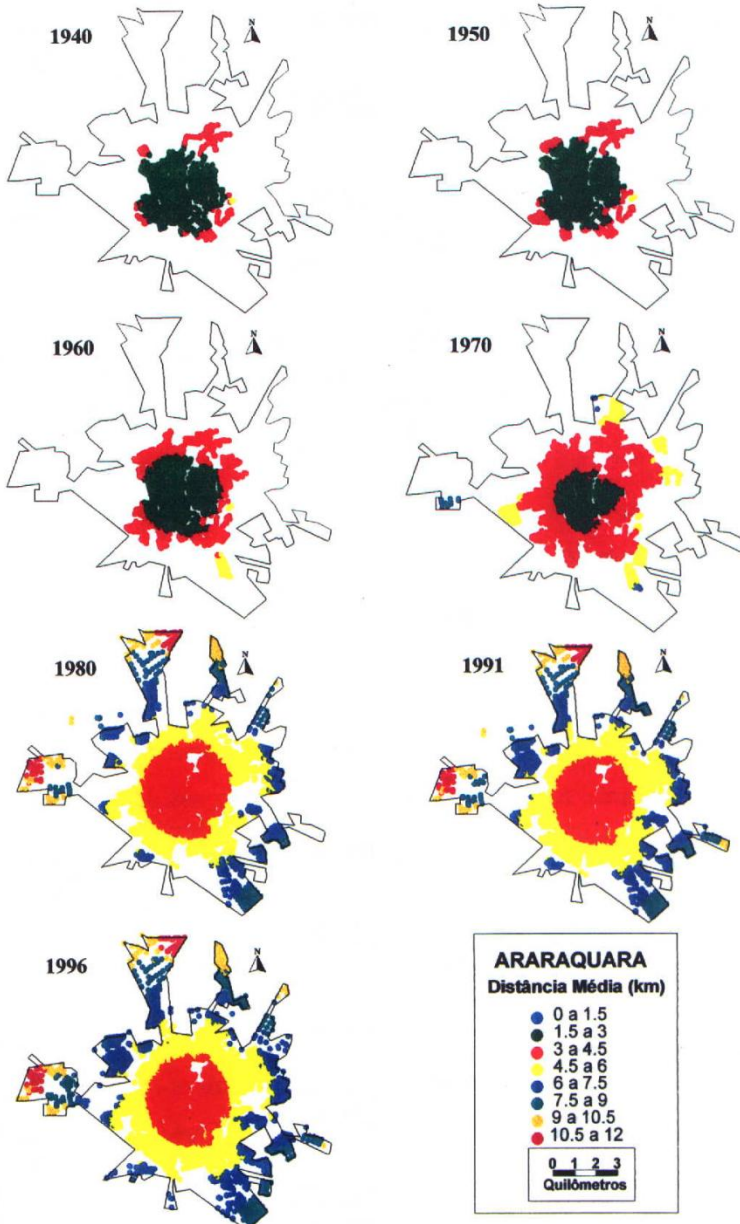 1940
N
1950
N
1960
N
1970
N
1980
N
1991
N
1996
N
ARARAQUARA
Distância Média (km)
0 a 1.5
1.5 a 3
3 a 4.5
4.5 a 6
6 a 7.5
7.5 a 9
9 a 10.5
10.5 a 12
0 1 2 3
Quilômetros